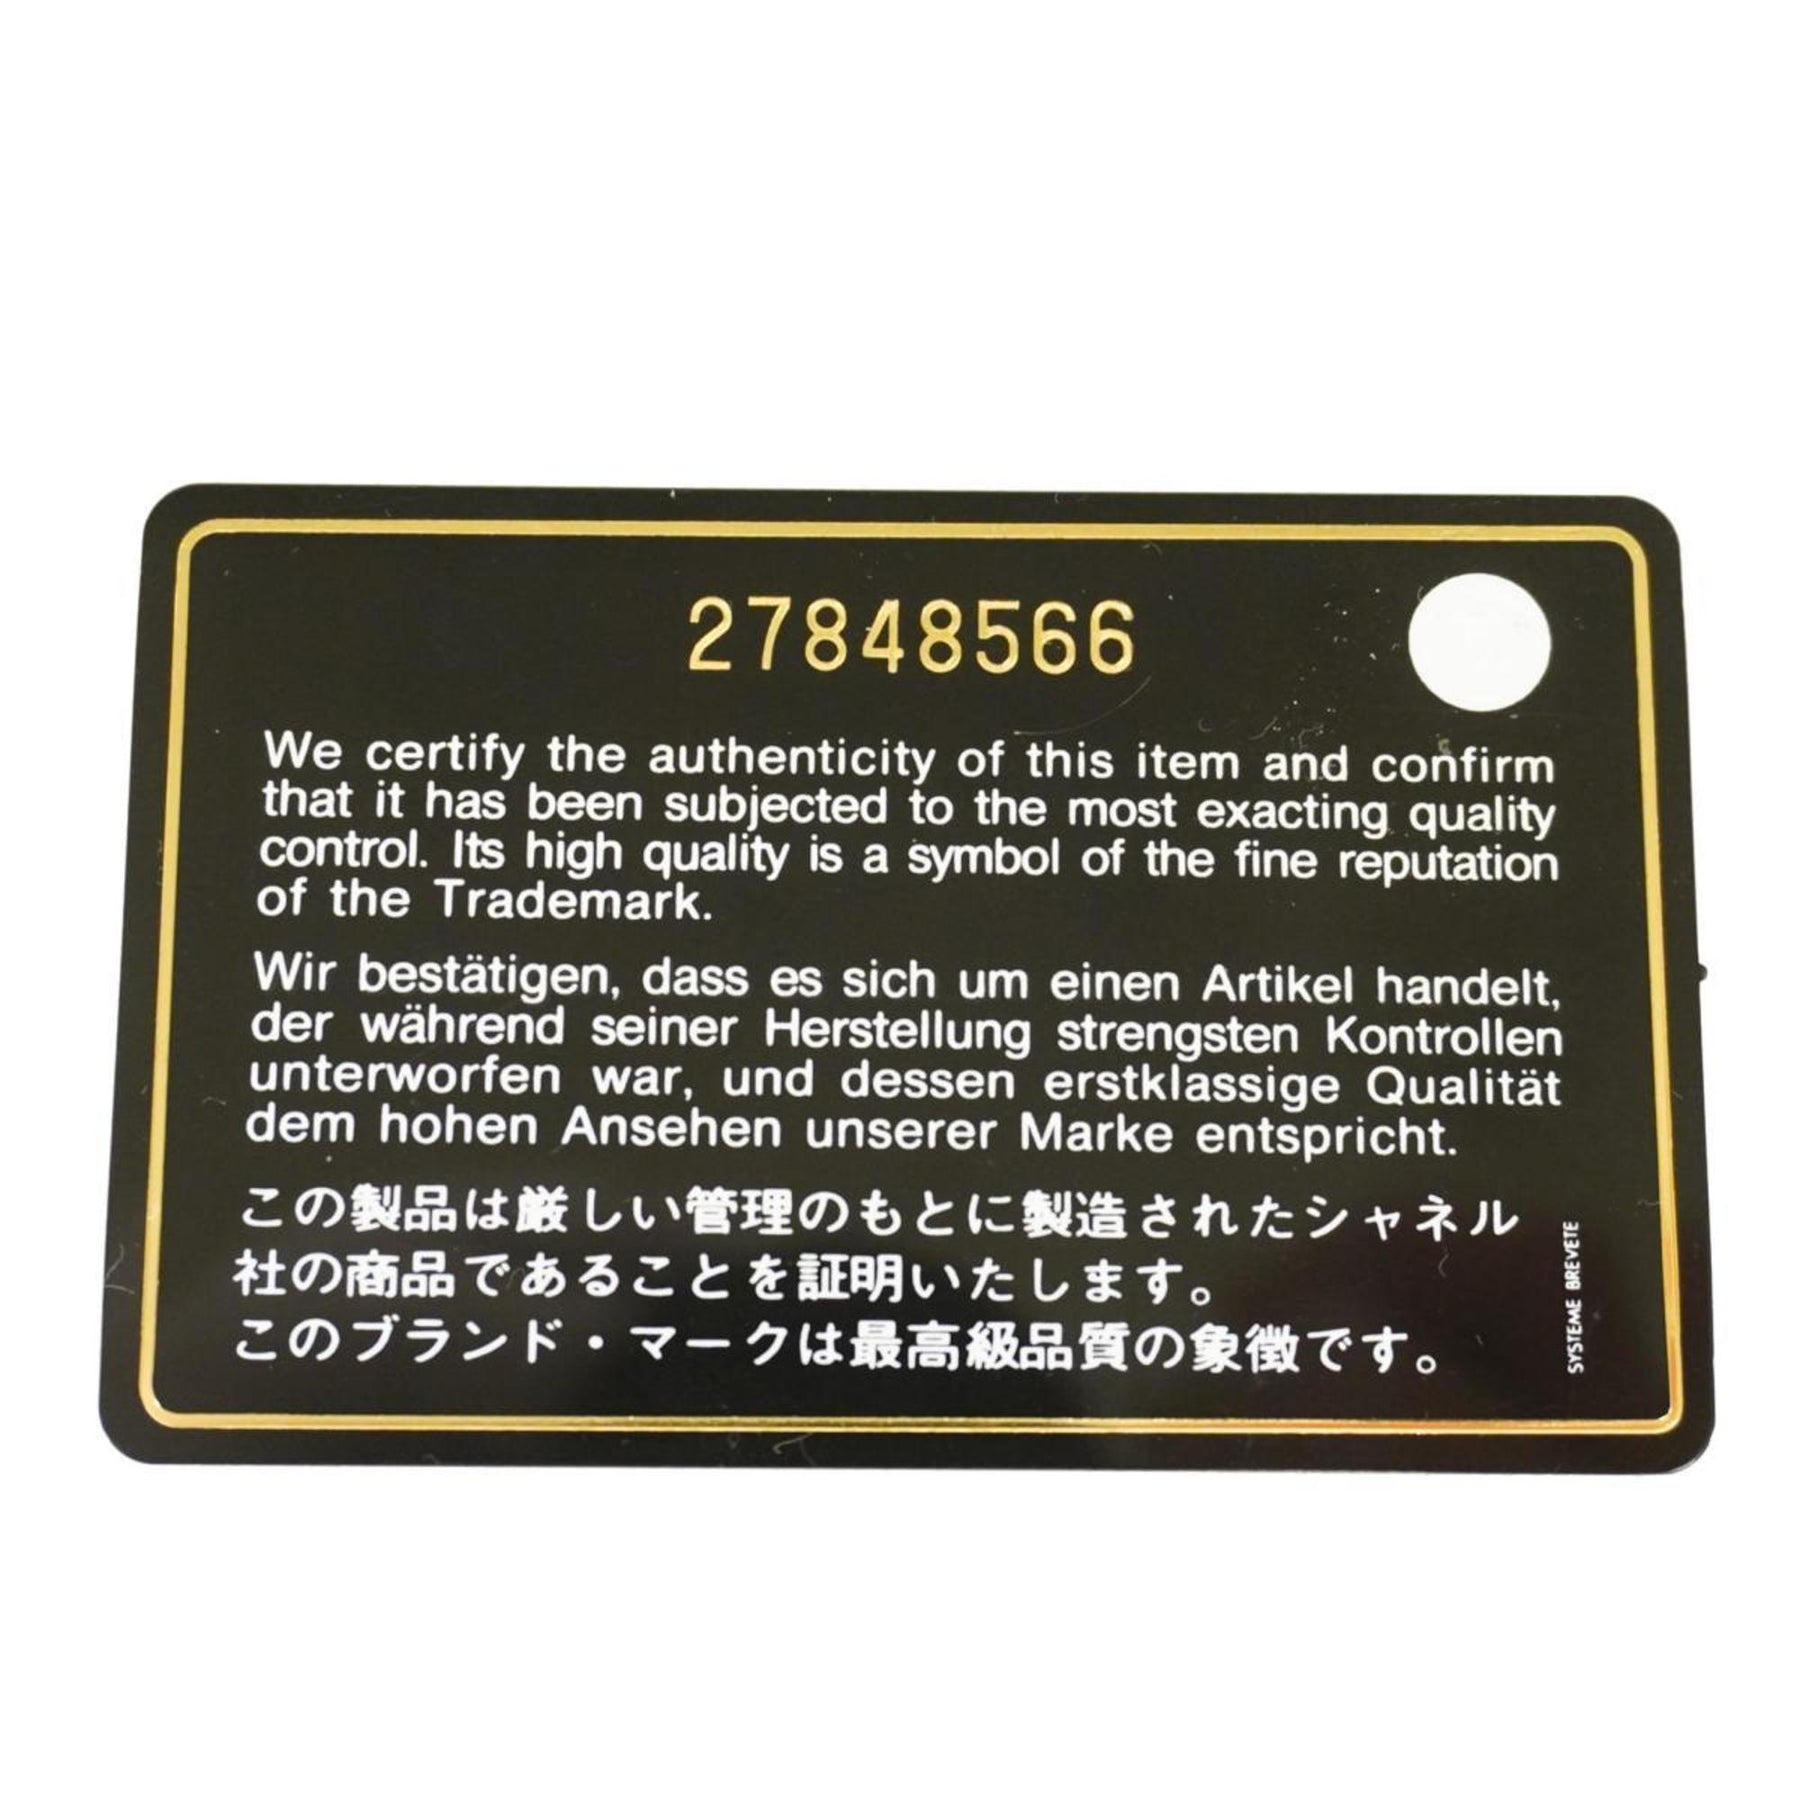 27848566
We certify the authenticity of this item and confirm
that it has been subjected to the most exacting quality
control. Its high quality is a symbol of the fine reputation
of the Trademark.
Wir bestätigen, dass es sich um einen Artikel handelt,
der während seiner Herstellung strengsten Kontrollen
unterworfen war, und dessen erstklassige Qualität
dem hohen Ansehen unserer Marke entspricht.
この製品は厳しい管理のもとに製造されたシャネル
社の商品であることを証明いたします。
このブランド・マークは最高級品質の象徴です。
SYSTEME BREVETE